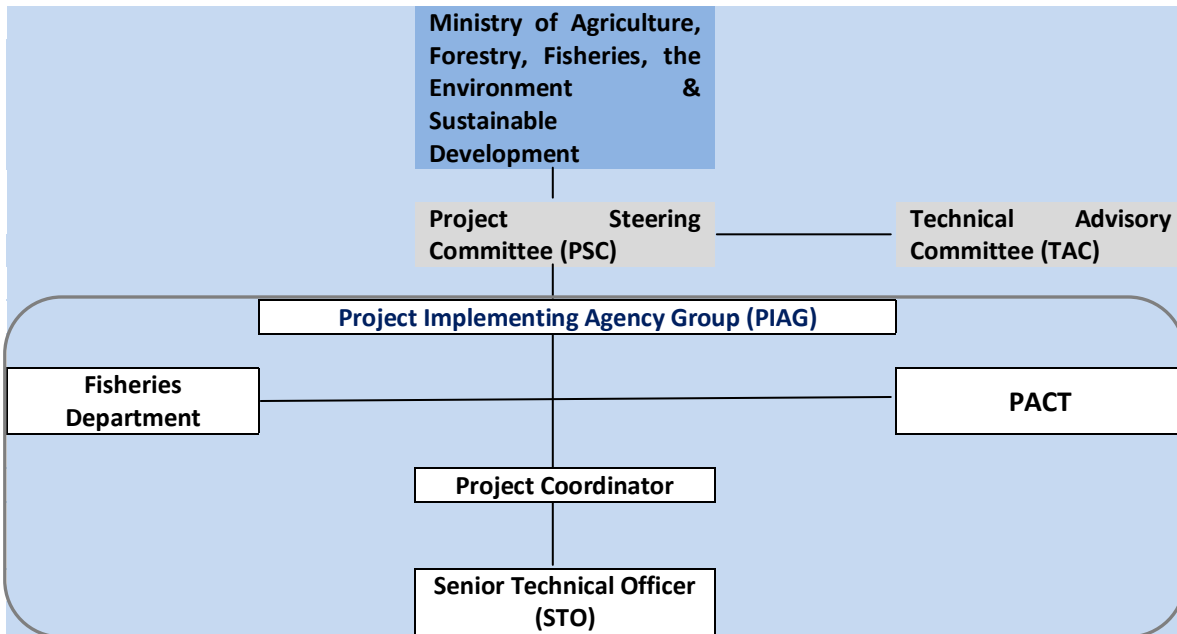 Ministry of Agriculture,
Forestry, Fisheries, the
Environment &
Sustainable
Development
Project Steering
Committee (PSC)
Technical Advisory
Committee (TAC)
Project Implementing Agency Group (PIAG)
Fisheries
Department
PACT
Project Coordinator
Senior Technical Officer
(STO)